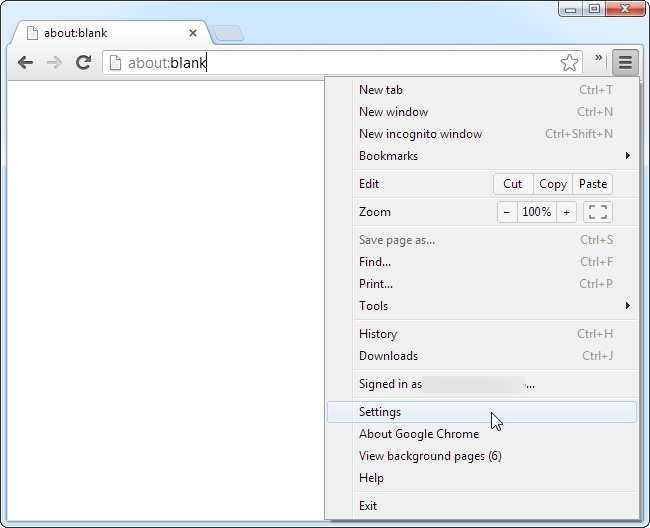 about:blank
about:blank
»
New tab Ctrl+T
New window Ctrl+N
New incognito window Ctrl+Shift+N
Bookmarks
Edit Cut Copy Paste
Zoom − 100% +
Save page as... Ctrl+S
Find... Ctrl+F
Print... Ctrl+P
Tools
History Ctrl+H
Downloads Ctrl+J
Signed in as ...
Settings
About Google Chrome
View background pages (6)
Help
Exit